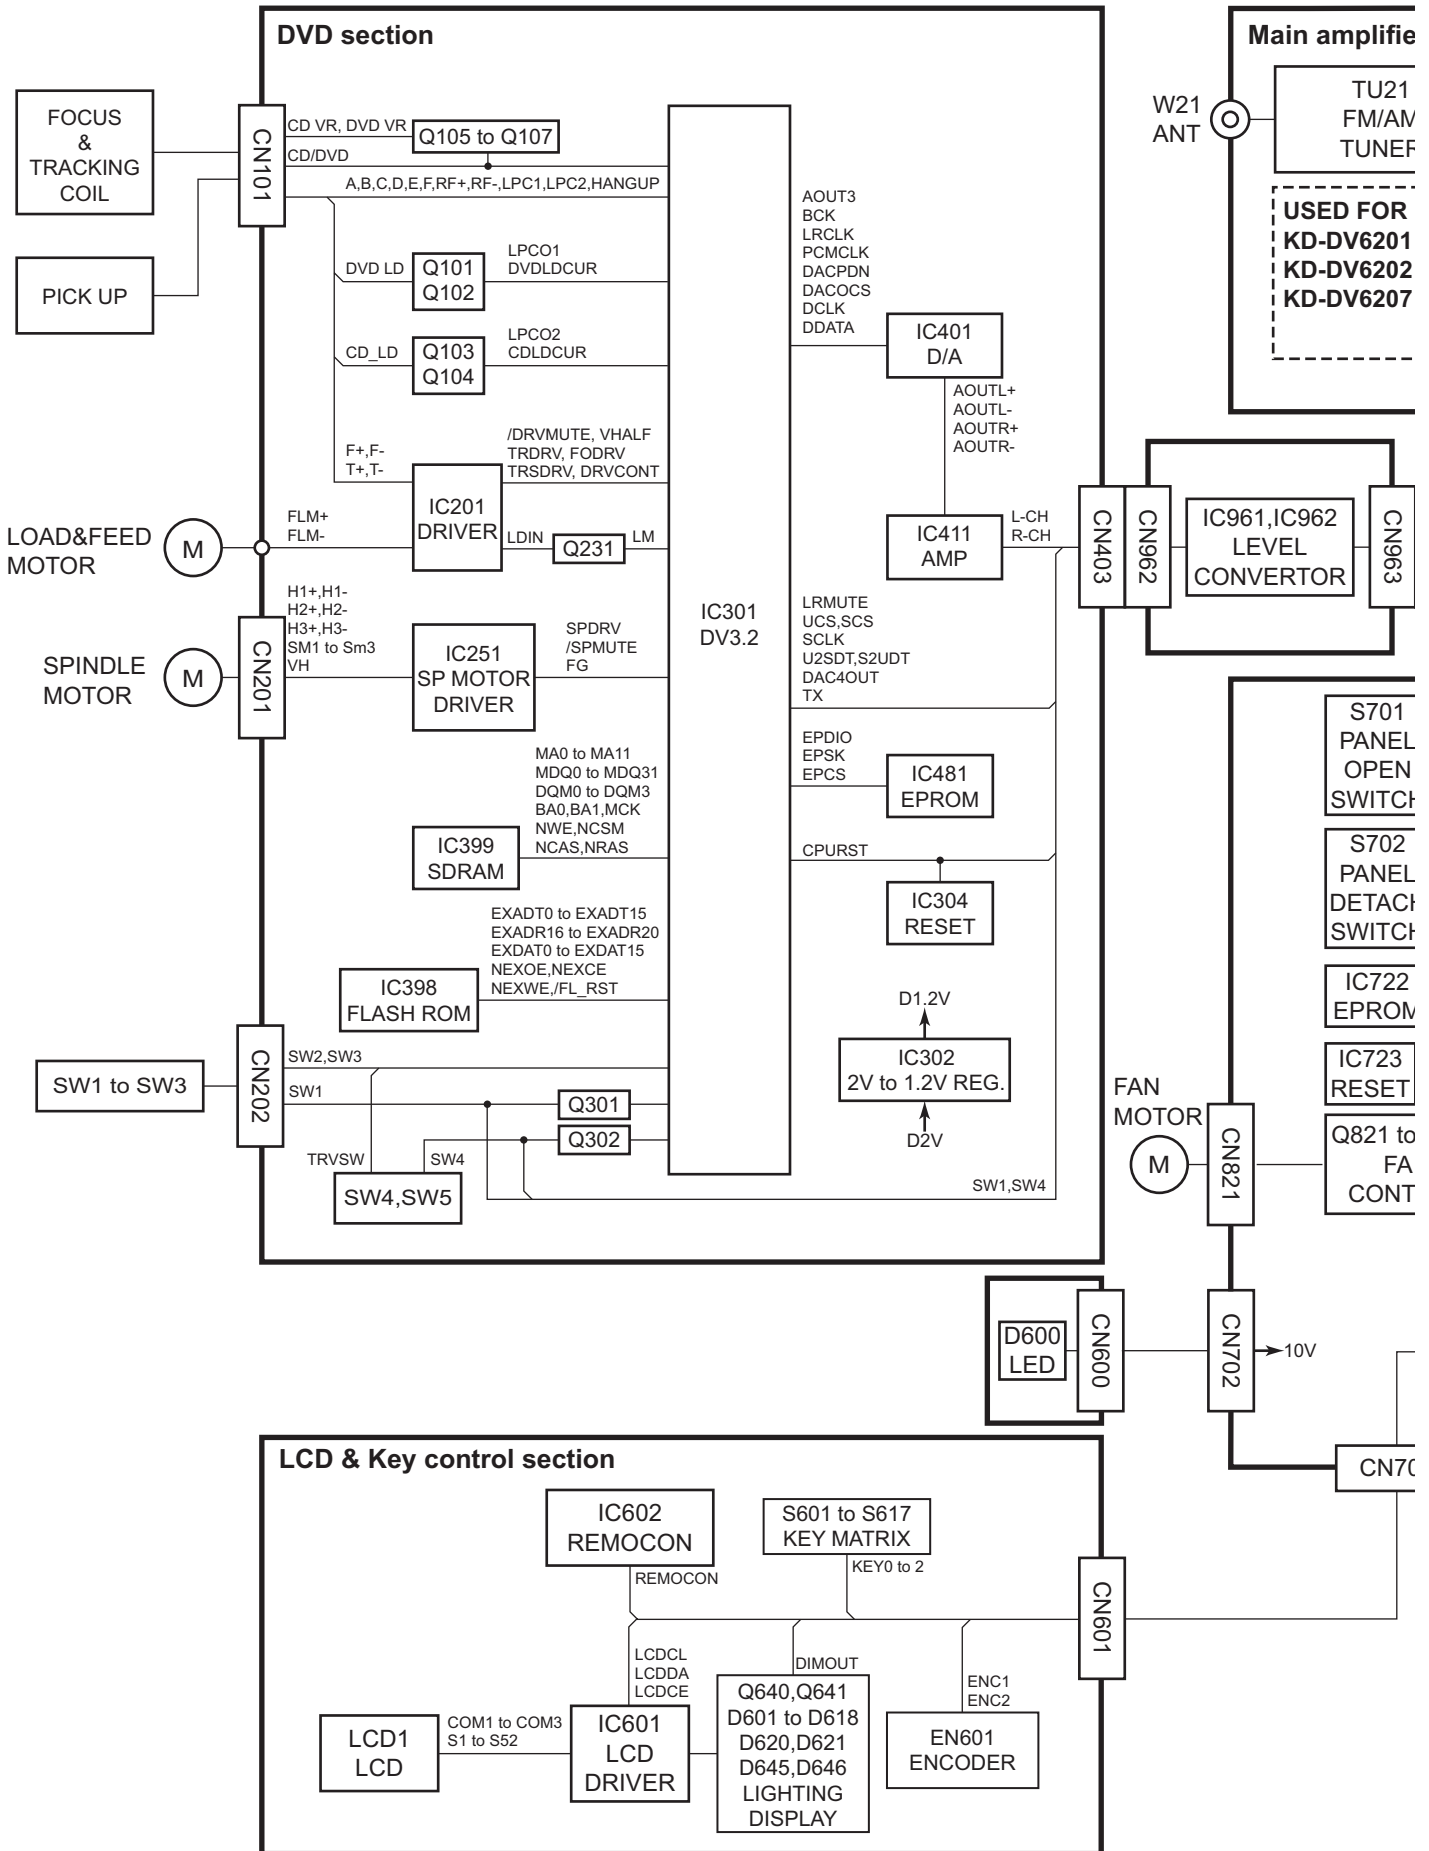 DVD section
FOCUS
&
TRACKING
COIL
PICK UP
CN101
CD VR, DVD VR
Q105 to Q107
CD/DVD
A,B,C,D,E,F,RF+,RF-,LPC1,LPC2,HANGUP
DVD LD
Q101
Q102
LPCO1
DVDLDCUR
CD_LD
Q103
Q104
LPCO2
CDLDCUR
F+,F-
T+,T-
IC201
DRIVER
/DRVMUTE, VHALF
TRDRV, FODRV
TRSDRV, DRVCONT
LOAD&FEED
MOTOR
M
FLM+
FLM-
LDIN
Q231
LM
SPINDLE
MOTOR
M
CN201
H1+,H1-
H2+,H2-
H3+,H3-
SM1 to Sm3
VH
IC251
SP MOTOR
DRIVER
SPDRV
/SPMUTE
FG
MA0 to MA11
MDQ0 to MDQ31
DQM0 to DQM3
BA0,BA1,MCK
NWE,NCSM
NCAS,NRAS
IC399
SDRAM
EXADT0 to EXADT15
EXADR16 to EXADR20
EXDAT0 to EXDAT15
NEXOE,NEXCE
NEXWE,/FL_RST
IC398
FLASH ROM
SW1 to SW3
CN202
SW2,SW3
SW1
Q301
Q302
TRVSW
SW4
SW4,SW5
IC301
DV3.2
AOUT3
BCK
LRCLK
PCMCLK
DACPDN
DACOCS
DCLK
DDATA
IC401
D/A
AOUTL+
AOUTL-
AOUTR+
AOUTR-
IC411
AMP
L-CH
R-CH
LRMUTE
UCS,SCS
SCLK
U2SDT,S2UDT
DAC4OUT
TX
EPDIO
EPSK
EPCS
IC481
EPROM
CPURST
IC304
RESET
D1.2V
IC302
2V to 1.2V REG.
D2V
SW1,SW4
CN403
CN962
IC961,IC962
LEVEL
CONVERTOR
CN963
Main amplifie
W21
ANT
TU21
FM/AM
TUNER
USED FOR
KD-DV6201
KD-DV6202
KD-DV6207
S701
PANEL
OPEN
SWITCH
S702
PANEL
DETACH
SWITCH
IC722
EPROM
IC723
RESET
FAN
MOTOR
M
CN821
Q821 to
FA
CONT
D600
LED
CN600
CN702
10V
CN70
LCD & Key control section
IC602
REMOCON
REMOCON
S601 to S617
KEY MATRIX
KEY0 to 2
CN601
LCDCL
LCDDA
LCDCE
DIMOUT
ENC1
ENC2
LCD1
LCD
COM1 to COM3
S1 to S52
IC601
LCD
DRIVER
Q640,Q641
D601 to D618
D620,D621
D645,D646
LIGHTING
DISPLAY
EN601
ENCODER